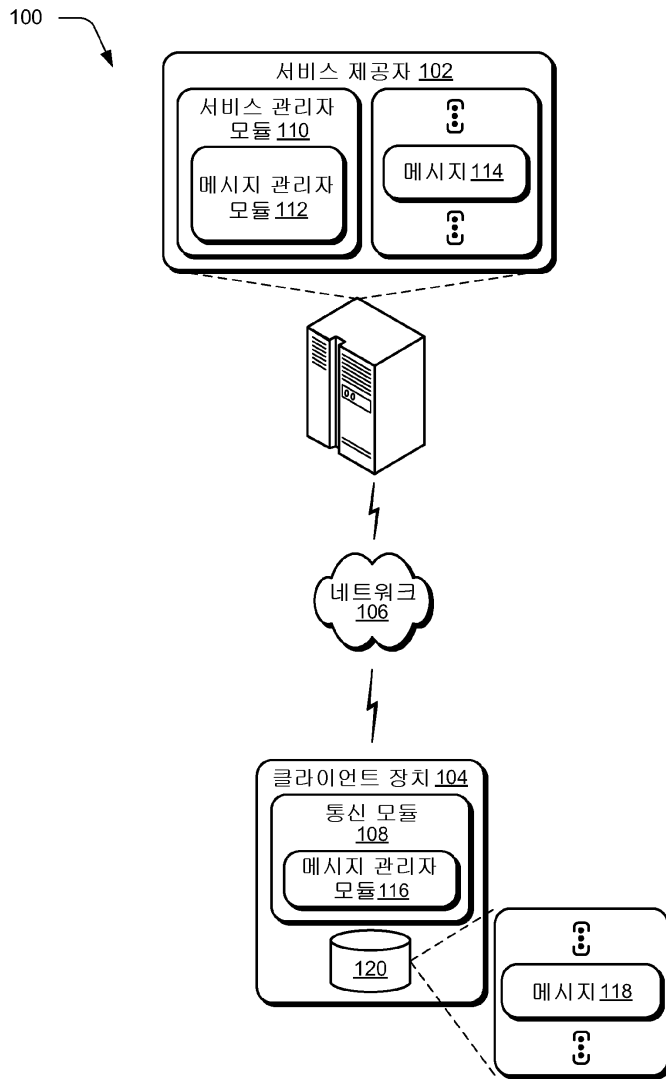 100
서비스 제공자 102
서비스 관리자
모듈 110
메시지 관리자
모듈 112
메시지 114
네트워크
106
클라이언트 장치 104
통신 모듈
108
메시지 관리자
모듈 116
120
메시지 118